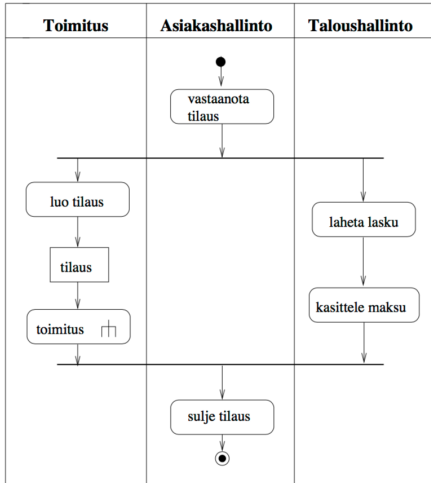 Toimitus
Asiakashallinto
Taloushallinto
vastaanota
tilaus
luo tilaus
laheta lasku
tilaus
kasittele maksu
toimitus
sulje tilaus